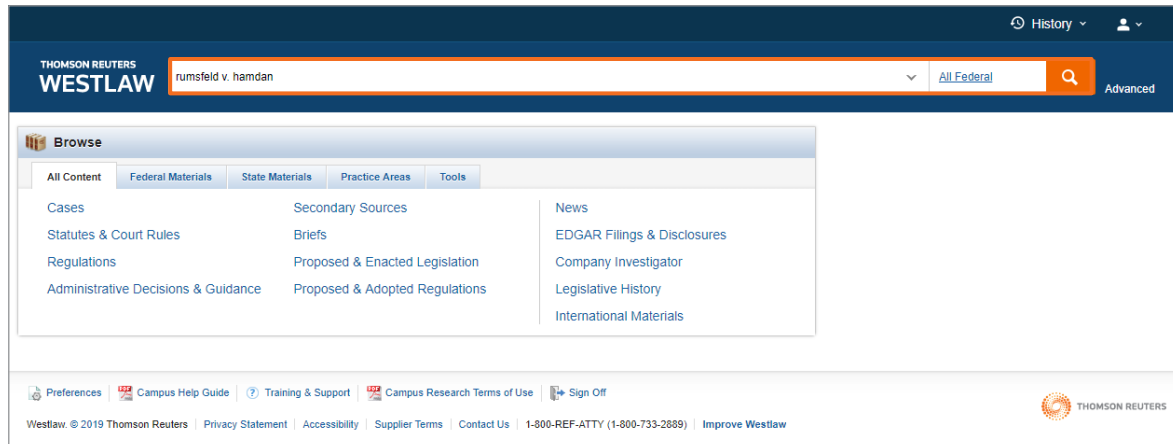 History
THOMSON REUTERS
WESTLAW
rumsfeld v. hamdan
All Federal
Advanced
Browse
All Content Federal Materials State Materials Practice Areas Tools
Cases
Statutes & Court Rules
Regulations
Administrative Decisions & Guidance
Secondary Sources
Briefs
Proposed & Enacted Legislation
Proposed & Adopted Regulations
News
EDGAR Filings & Disclosures
Company Investigator
Legislative History
International Materials
Preferences PDF Campus Help Guide ? Training & Support PDF Campus Research Terms of Use Sign Off
Westlaw. © 2019 Thomson Reuters Privacy Statement Accessibility Supplier Terms Contact Us 1-800-REF-ATTY (1-800-733-2889) Improve Westlaw
THOMSON REUTERS